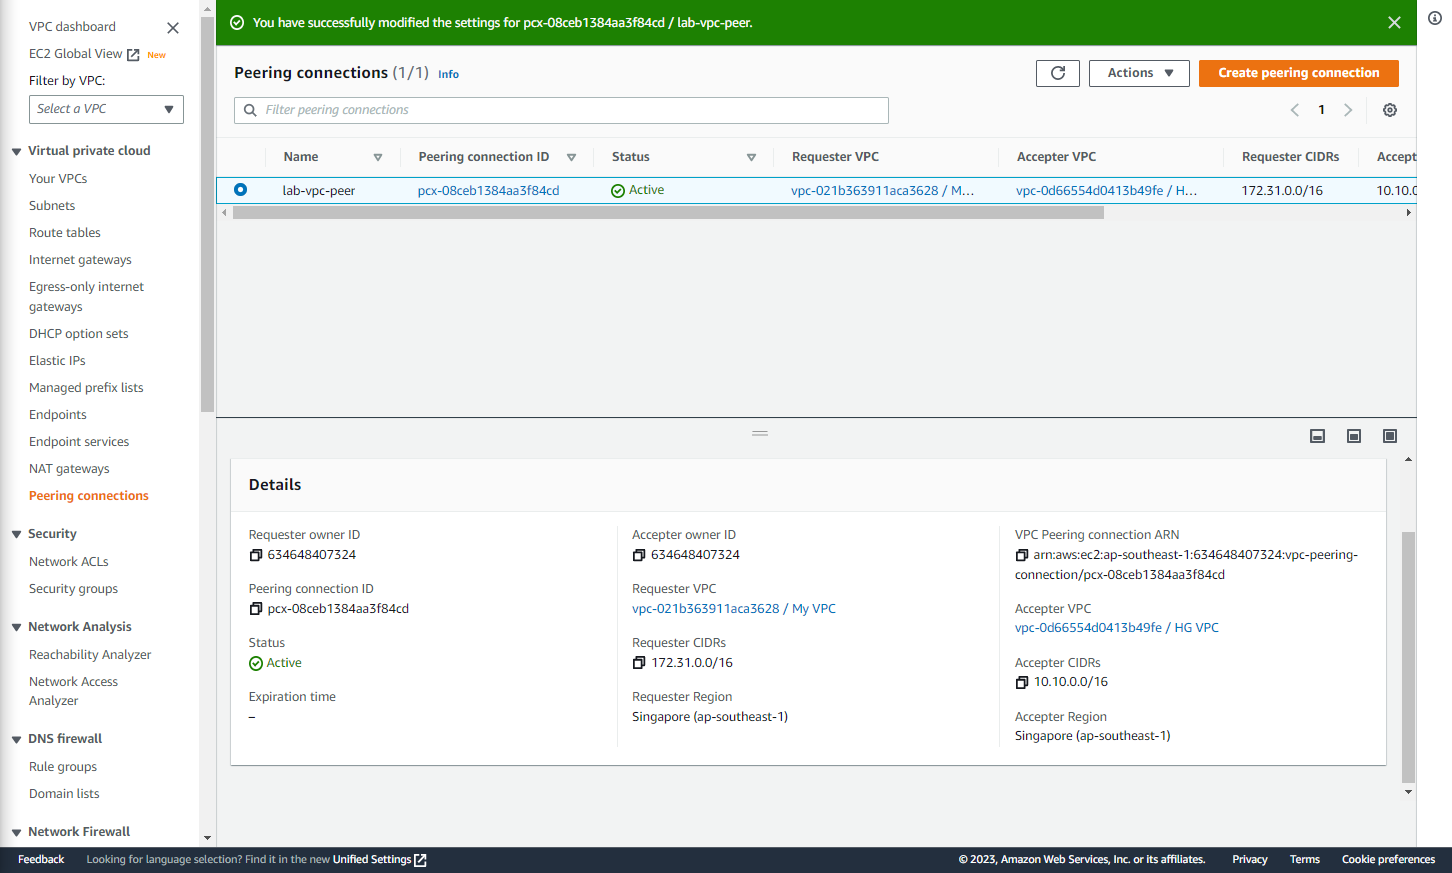 VPC dashboard
EC2 Global View New
Filter by VPC:
Select a VPC
Virtual private cloud
Your VPCs
Subnets
Route tables
Internet gateways
Egress-only internet
gateways
DHCP option sets
Elastic IPs
Managed prefix lists
Endpoints
Endpoint services
NAT gateways
Peering connections
Security
Network ACLs
Security groups
Network Analysis
Reachability Analyzer
Network Access
Analyzer
DNS firewall
Rule groups
Domain lists
Network Firewall
You have successfully modified the settings for pcx-08ceb1384aa3f84cd / lab-vpc-peer.
Peering connections (1/1) Info
Actions
Create peering connection
Filter peering connections
1
Name Peering connection ID Status Requester VPC Accepter VPC Requester CIDRs Accept
lab-vpc-peer pcx-08ceb1384aa3f84cd Active vpc-021b363911aca3628 / M... vpc-0d66554d0413b49fe / H... 172.31.0.0/16 10.10.0
Details
Requester owner ID
634648407324
Peering connection ID
pcx-08ceb1384aa3f84cd
Status
Active
Expiration time
–
Accepter owner ID
634648407324
Requester VPC
vpc-021b363911aca3628 / My VPC
Requester CIDRs
172.31.0.0/16
Requester Region
Singapore (ap-southeast-1)
VPC Peering connection ARN
arn:aws:ec2:ap-southeast-1:634648407324:vpc-peering-
connection/pcx-08ceb1384aa3f84cd
Accepter VPC
vpc-0d66554d0413b49fe / HG VPC
Accepter CIDRs
10.10.0.0/16
Accepter Region
Singapore (ap-southeast-1)
Feedback Looking for language selection? Find it in the new Unified Settings © 2023, Amazon Web Services, Inc. or its affiliates. Privacy Terms Cookie preferences